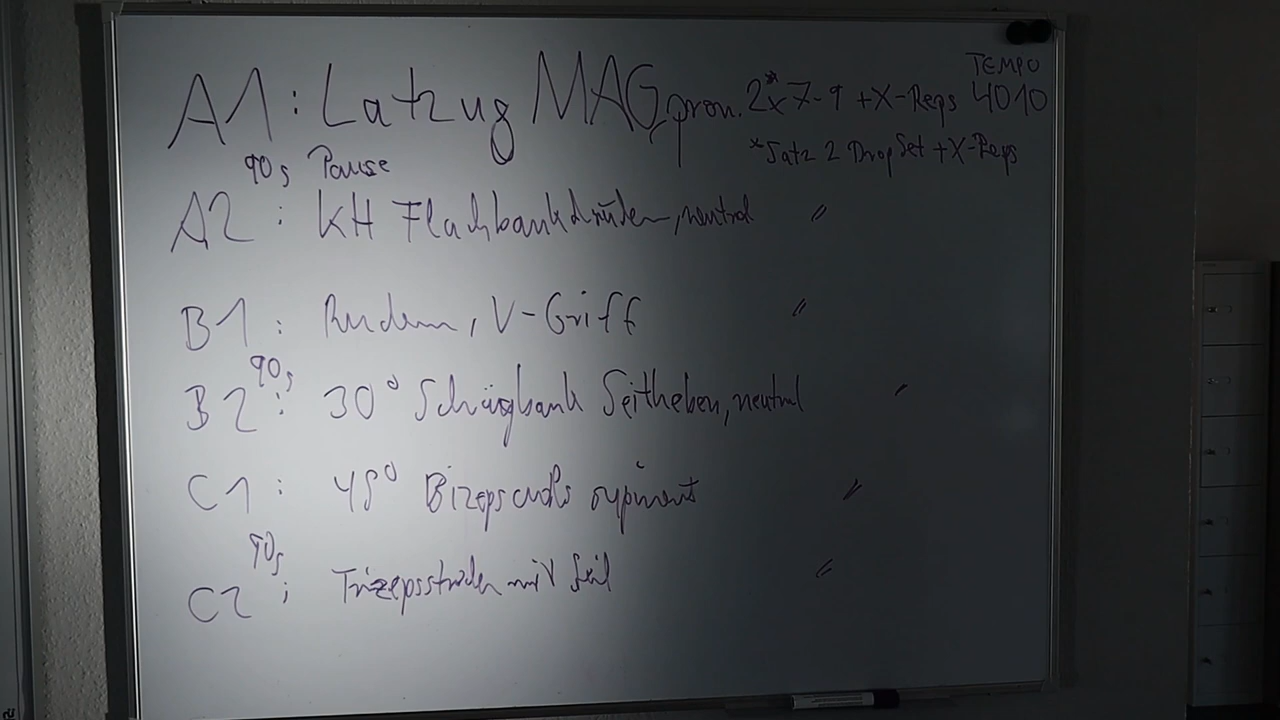 TEMPO
A1: Latzug MAG, pron. 2*x7-9 +X-Reps 4010
90s Pause *Satz 2 Drop Set +X-Reps
A2: KH Flachbankdrücken, neutral "
B1: Rudern, V-Griff "
90s
B2: 30° Schrägbank Seitheben, neutral "
C1: 45° Bizepscurls supiniert "
90s
C2: Trizepsstrecken mit Seil "